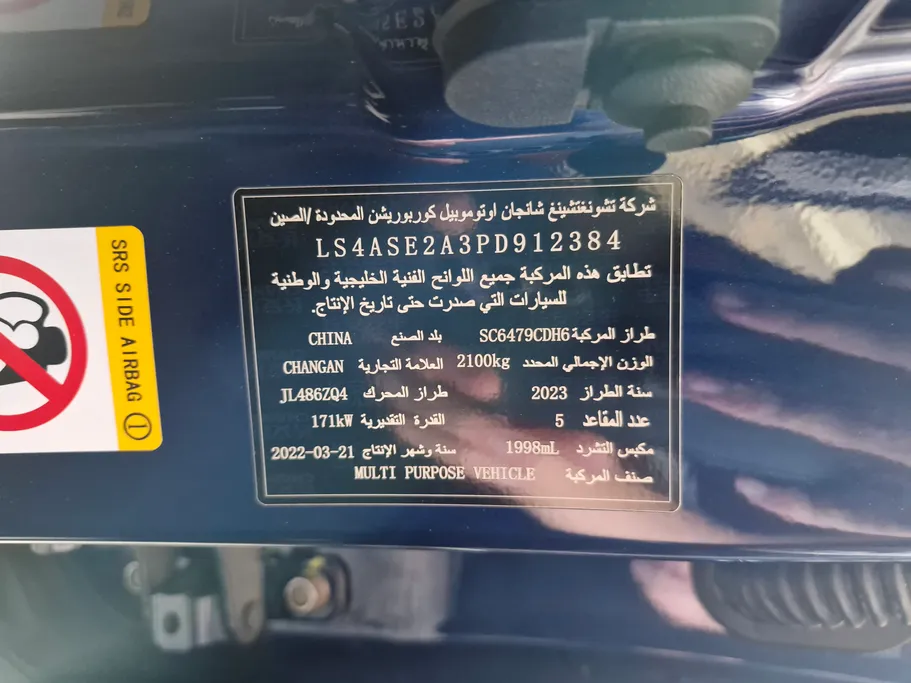 شركة تشونغتشينغ شانجان اوتوموبيل كوربوريشن المحدودة /الصين
LS4ASE2A3PD912384
تطابق هذه المركبة جميع اللوائح الفنية الخليجية والوطنية
للسيارات التي صدرت حتى تاريخ الإنتاج.
طراز المركبة SC6479CDH6 بلد الصنع CHINA
الوزن الإجمالي المحدد 2100kg العلامة التجارية CHANGAN
سنة الطراز 2023 طراز المحرك JL486ZQ4
عدد المقاعد 5 القدرة التقديرية 171kW
مكبس التشرد 1998mL سنة وشهر الإنتاج 2022-03-21
صنف المركبة MULTI PURPOSE VEHICLE
SRS SIDE AIRBAG ①